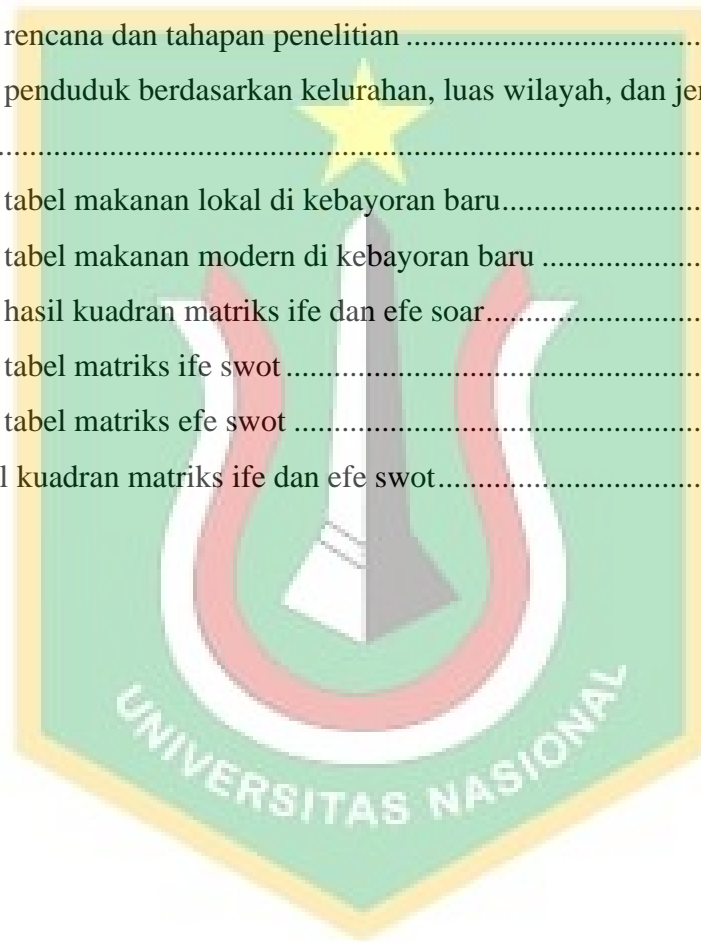 rencana dan tahapan penelitian ....................................
penduduk berdasarkan kelurahan, luas wilayah, dan
.......................................................................................
tabel makanan lokal di kebayoran baru........................
tabel makanan modern di kebayoran baru ...................
hasil kuadran matriks ife dan efe soar..........................
tabel matriks ife swot ...................................................
tabel matriks efe swot ..................................................
kuadran matriks ife dan efe swot.................................
UNIVERSITAS NASIONAL